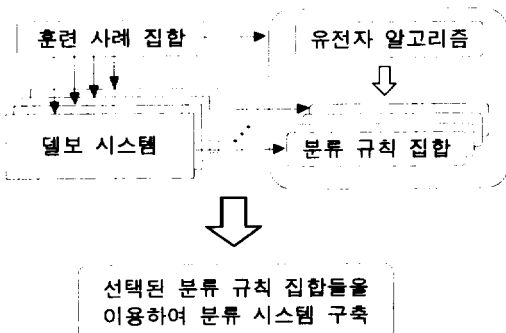 훈련 사례 집합
유전자 알고리즘
델보 시스템
분류 규칙 집합
선택된 분류 규칙 집합들을
이용하여 분류 시스템 구축